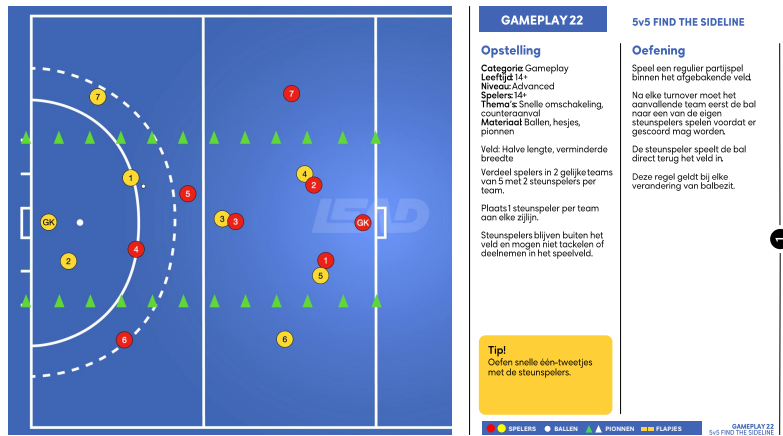 GAMEPLAY 22
5v5 FIND THE SIDELINE
Opstelling
Categorie: Gameplay
Leeftijd: 14+
Niveau: Advanced
Spelers: 14+
Thema's: Snelle omschakeling,
counteraanval
Materiaal: Ballen, hesjes,
pionnen
Veld: Halve lengte, verminderde
breedte
Verdeel spelers in 2 gelijke teams
van 5 met 2 steunspelers per
team.
Plaats 1 steunspeler per team
aan elke zijlijn.
Steunspelers blijven buiten het
veld en mogen niet tackelen of
deelnemen in het speelveld.
Tip!
Oefen snelle één-tweetjes
met de steunspelers.
Oefening
Speel een regulier partijspel
binnen het afgebakende veld.
Na elke turnover moet het
aanvallende team eerst de bal
naar een van de eigen
steunspelers spelen voordat er
gescoord mag worden.
De steunspeler speelt de bal
direct terug het veld in.
Deze regel geldt bij elke
verandering van balbezit.
7
7
1
4
2
5
GK
3
3
LEAD
GK
4
2
1
5
6
6
1
SPELERS
BALLEN
PIONNEN
FLAPJES
GAMEPLAY 22
5v5 FIND THE SIDELINE